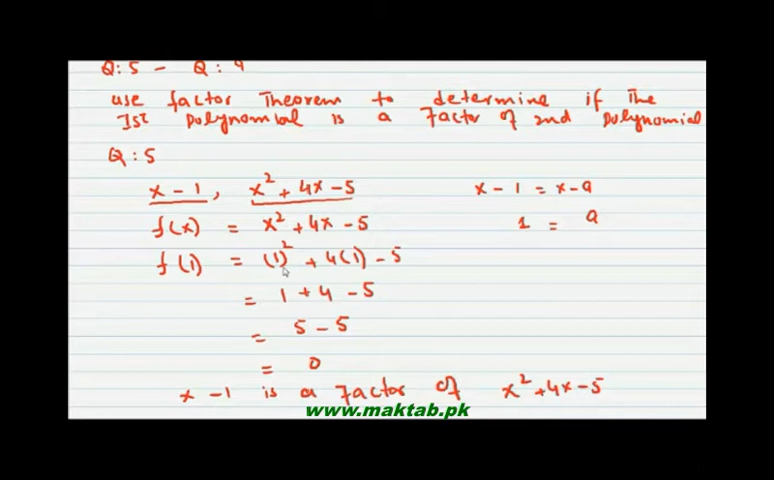 Q:5 - Q:9
use factor Theorem to determine if The
Ist polynomial is a Factor of 2nd polynomial
Q:5
x - 1 , x² + 4x - 5
x - 1 = x - a
f(x) = x² + 4x - 5
1 = a
f(1) = (1)² + 4(1) - 5
= 1 + 4 - 5
= 5 - 5
= 0
x - 1 is a Factor of x² + 4x - 5
www.maktab.pk